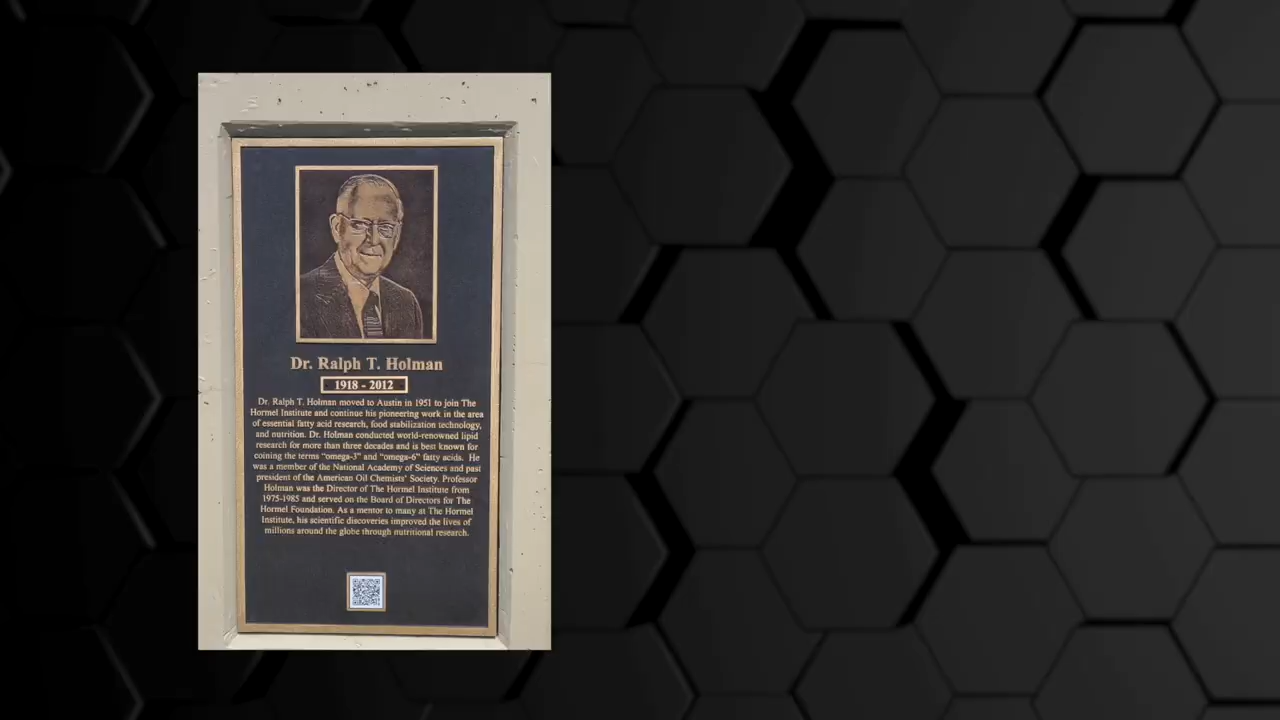 Dr. Ralph T. Holman
1918 - 2012
Dr. Ralph T. Holman moved to Austin in 1951 to join The
Hormel Institute and continue his pioneering work in the area
of essential fatty acid research, food stabilization technology,
and nutrition. Dr. Holman conducted world-renowned lipid
research for more than three decades and is best known for
coining the terms “omega-3” and “omega-6” fatty acids. He
was a member of the National Academy of Sciences and past
president of the American Oil Chemists’ Society. Professor
Holman was the Director of The Hormel Institute from
1975-1985 and served on the Board of Directors for The
Hormel Foundation. As a mentor to many at The Hormel
Institute, his scientific discoveries improved the lives of
millions around the globe through nutritional research.